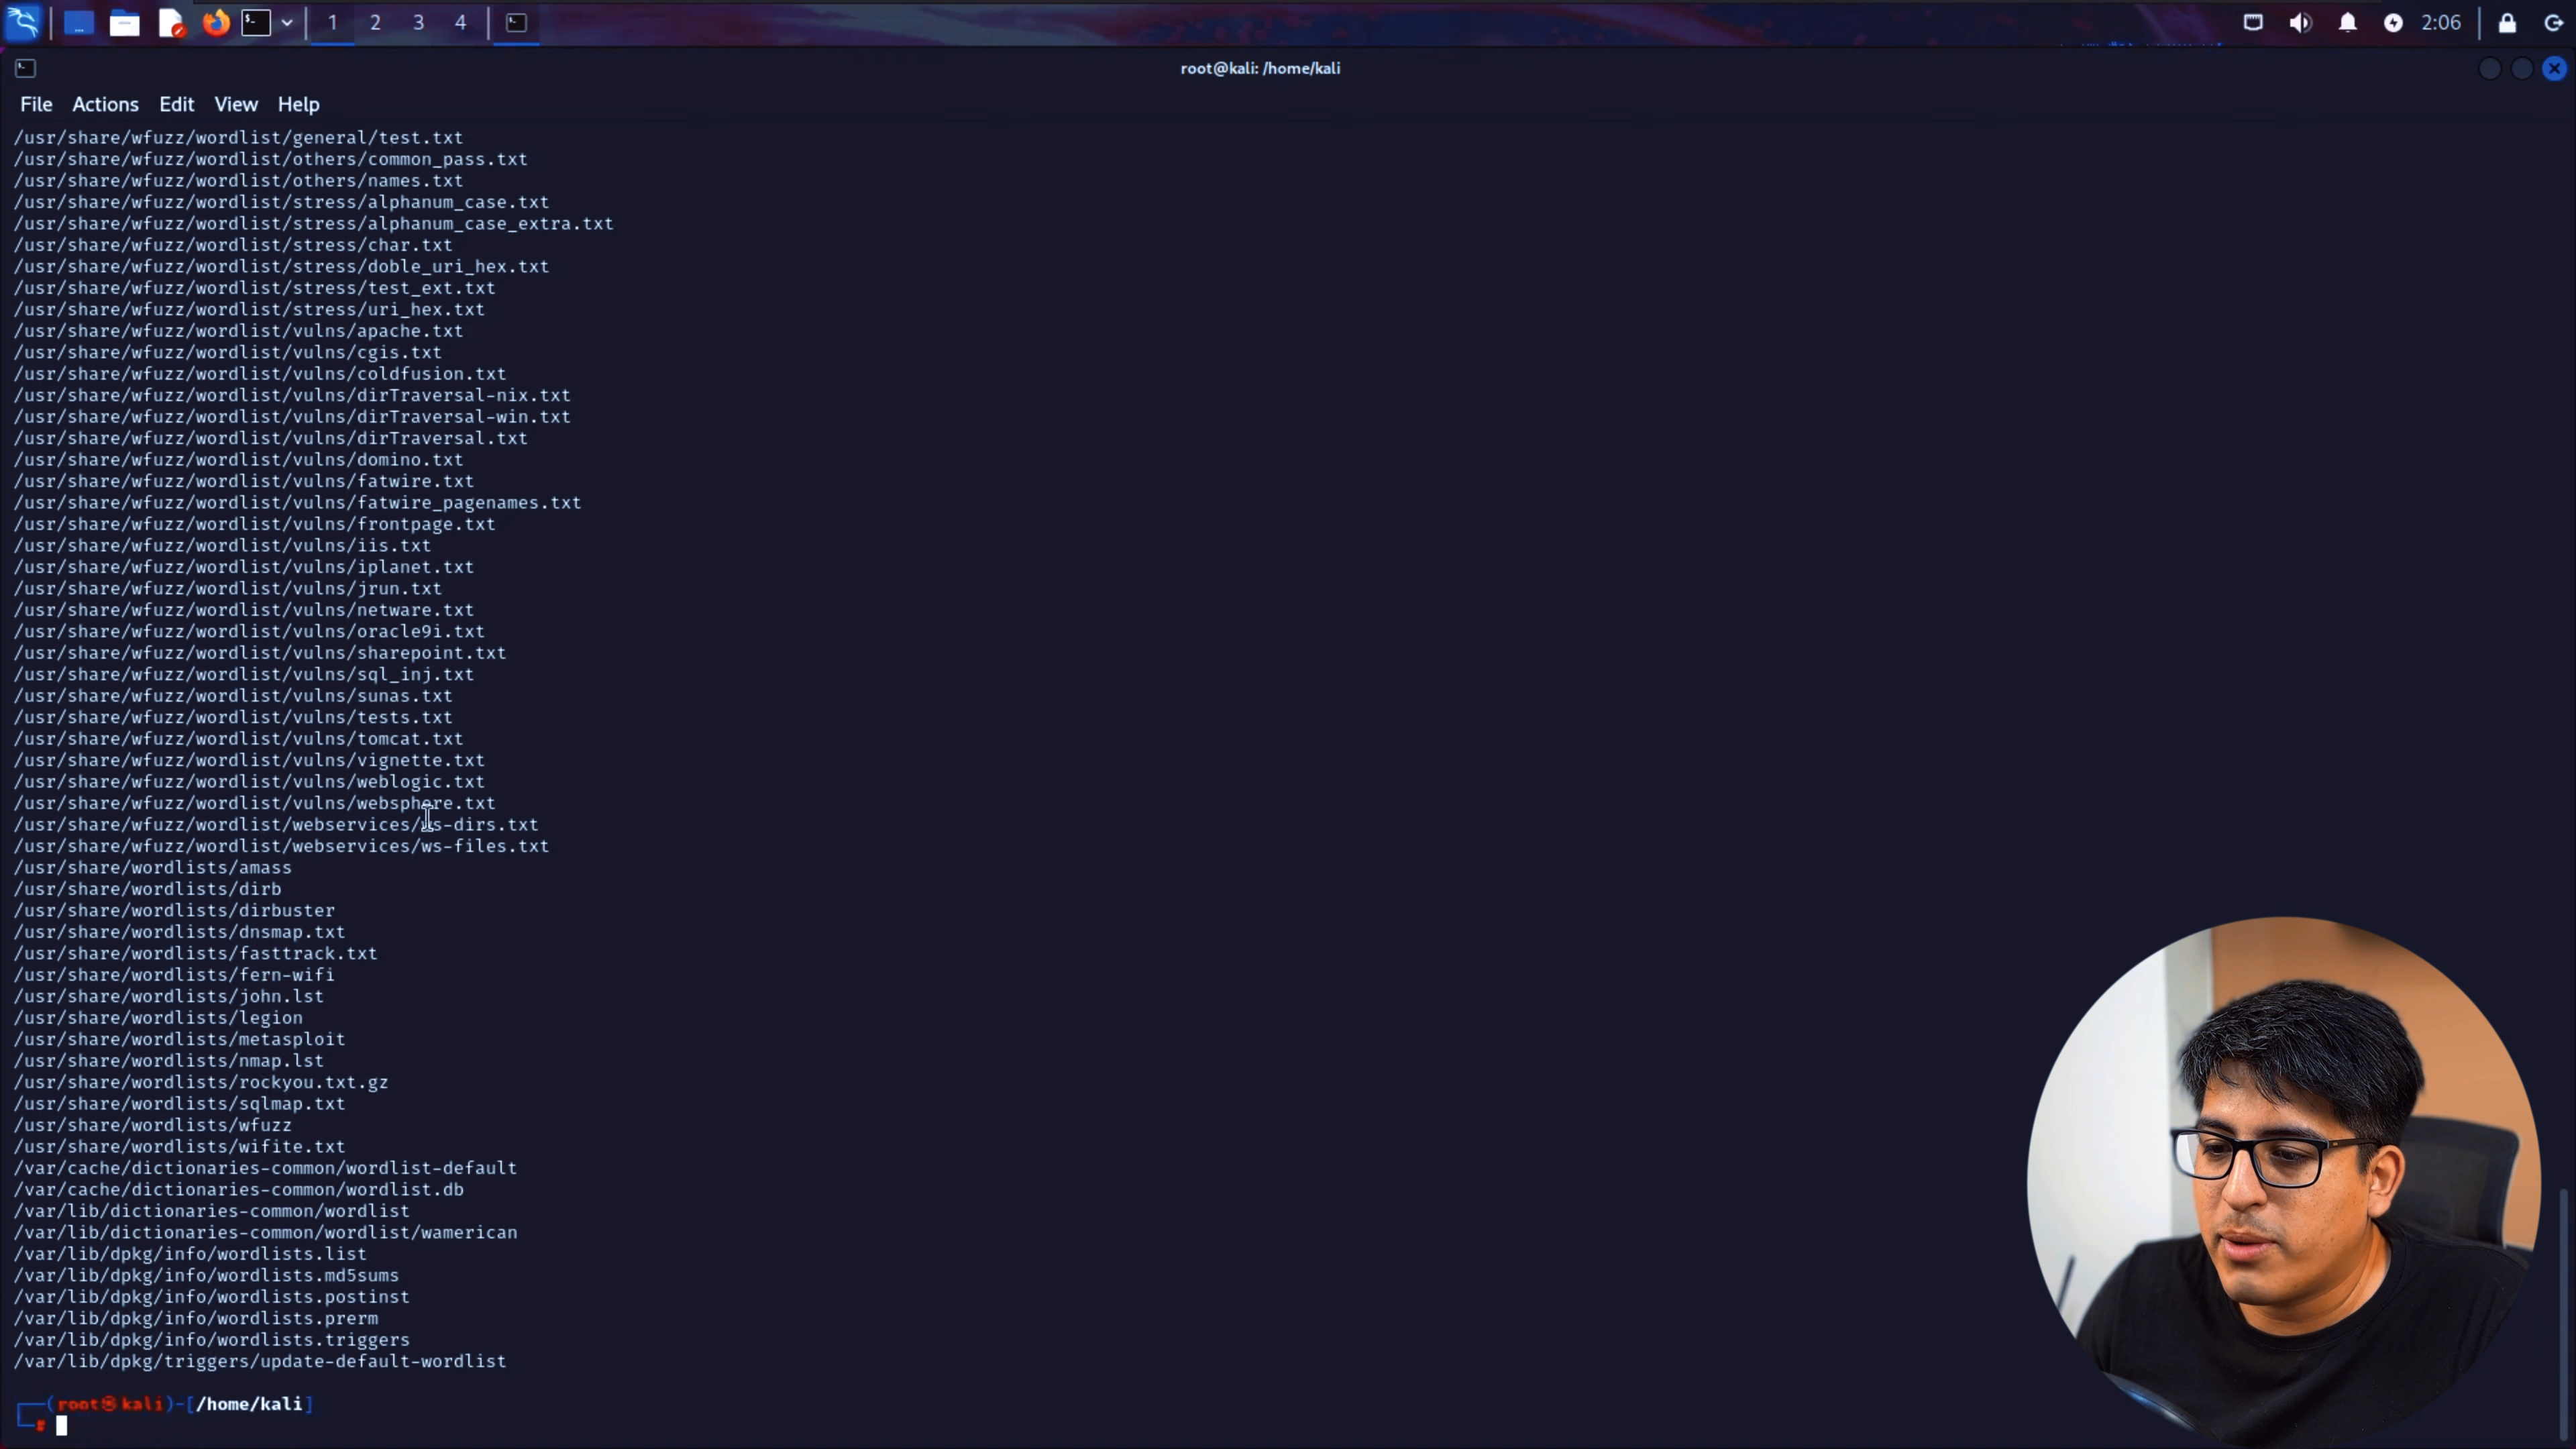 1 2 3 4
2:06
root@kali: /home/kali
File Actions Edit View Help
/usr/share/wfuzz/wordlist/general/test.txt
/usr/share/wfuzz/wordlist/others/common_pass.txt
/usr/share/wfuzz/wordlist/others/names.txt
/usr/share/wfuzz/wordlist/stress/alphanum_case.txt
/usr/share/wfuzz/wordlist/stress/alphanum_case_extra.txt
/usr/share/wfuzz/wordlist/stress/char.txt
/usr/share/wfuzz/wordlist/stress/doble_uri_hex.txt
/usr/share/wfuzz/wordlist/stress/test_ext.txt
/usr/share/wfuzz/wordlist/stress/uri_hex.txt
/usr/share/wfuzz/wordlist/vulns/apache.txt
/usr/share/wfuzz/wordlist/vulns/cgis.txt
/usr/share/wfuzz/wordlist/vulns/coldfusion.txt
/usr/share/wfuzz/wordlist/vulns/dirTraversal-nix.txt
/usr/share/wfuzz/wordlist/vulns/dirTraversal-win.txt
/usr/share/wfuzz/wordlist/vulns/dirTraversal.txt
/usr/share/wfuzz/wordlist/vulns/domino.txt
/usr/share/wfuzz/wordlist/vulns/fatwire.txt
/usr/share/wfuzz/wordlist/vulns/fatwire_pagenames.txt
/usr/share/wfuzz/wordlist/vulns/frontpage.txt
/usr/share/wfuzz/wordlist/vulns/iis.txt
/usr/share/wfuzz/wordlist/vulns/iplanet.txt
/usr/share/wfuzz/wordlist/vulns/jrun.txt
/usr/share/wfuzz/wordlist/vulns/netware.txt
/usr/share/wfuzz/wordlist/vulns/oracle9i.txt
/usr/share/wfuzz/wordlist/vulns/sharepoint.txt
/usr/share/wfuzz/wordlist/vulns/sql_inj.txt
/usr/share/wfuzz/wordlist/vulns/sunas.txt
/usr/share/wfuzz/wordlist/vulns/tests.txt
/usr/share/wfuzz/wordlist/vulns/tomcat.txt
/usr/share/wfuzz/wordlist/vulns/vignette.txt
/usr/share/wfuzz/wordlist/vulns/weblogic.txt
/usr/share/wfuzz/wordlist/vulns/websphere.txt
/usr/share/wfuzz/wordlist/webservices/ws-dirs.txt
/usr/share/wfuzz/wordlist/webservices/ws-files.txt
/usr/share/wordlists/amass
/usr/share/wordlists/dirb
/usr/share/wordlists/dirbuster
/usr/share/wordlists/dnsmap.txt
/usr/share/wordlists/fasttrack.txt
/usr/share/wordlists/fern-wifi
/usr/share/wordlists/john.lst
/usr/share/wordlists/legion
/usr/share/wordlists/metasploit
/usr/share/wordlists/nmap.lst
/usr/share/wordlists/rockyou.txt.gz
/usr/share/wordlists/sqlmap.txt
/usr/share/wordlists/wfuzz
/usr/share/wordlists/wifite.txt
/var/cache/dictionaries-common/wordlist-default
/var/cache/dictionaries-common/wordlist.db
/var/lib/dictionaries-common/wordlist
/var/lib/dictionaries-common/wordlist/wamerican
/var/lib/dpkg/info/wordlists.list
/var/lib/dpkg/info/wordlists.md5sums
/var/lib/dpkg/info/wordlists.postinst
/var/lib/dpkg/info/wordlists.prerm
/var/lib/dpkg/info/wordlists.triggers
/var/lib/dpkg/triggers/update-default-wordlist
┌──(root㉿kali)-[/home/kali]
└─#